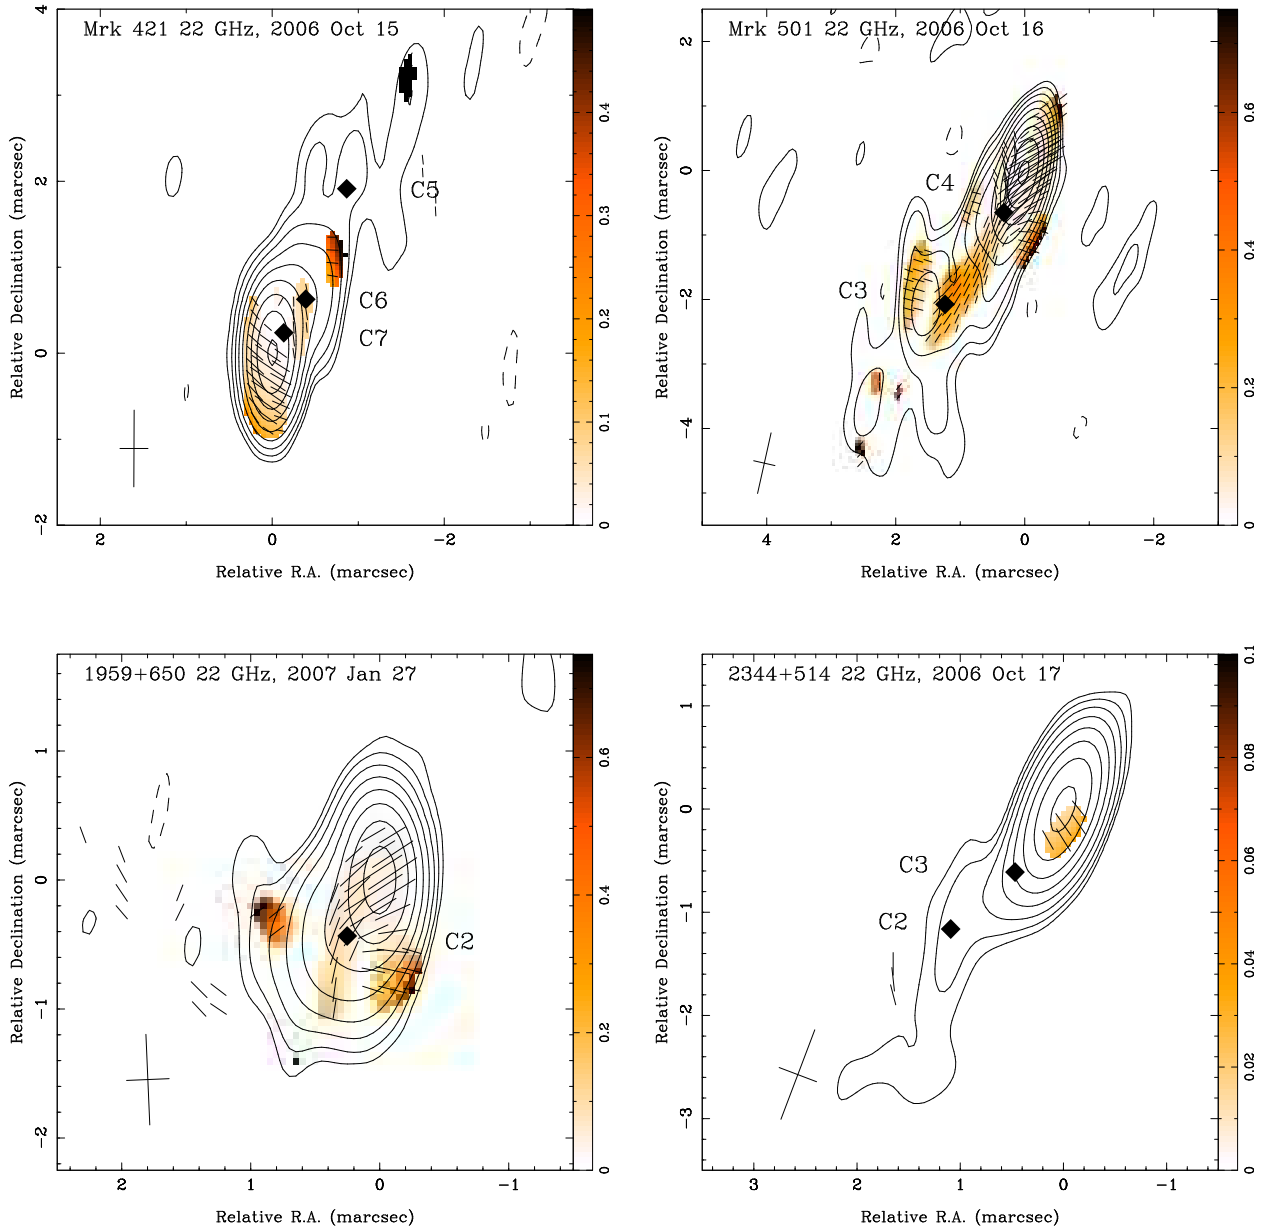 Mrk 421 22 GHz, 2006 Oct 15
4
2
0
-2
Relative Declination (marcsec)
C5
C6
C7
2
0
-2
Relative R.A. (marcsec)
0.4
0.3
0.2
0.1
0
Mrk 501 22 GHz, 2006 Oct 16
2
0
-2
-4
Relative Declination (marcsec)
C4
C3
4
2
0
-2
Relative R.A. (marcsec)
0.6
0.4
0.2
0
1959+650 22 GHz, 2007 Jan 27
1
0
-1
-2
Relative Declination (marcsec)
C2
2
1
0
-1
Relative R.A. (marcsec)
0.6
0.4
0.2
0
2344+514 22 GHz, 2006 Oct 17
1
0
-1
-2
-3
Relative Declination (marcsec)
C3
C2
3
2
1
0
-1
Relative R.A. (marcsec)
0.1
0.08
0.06
0.04
0.02
0